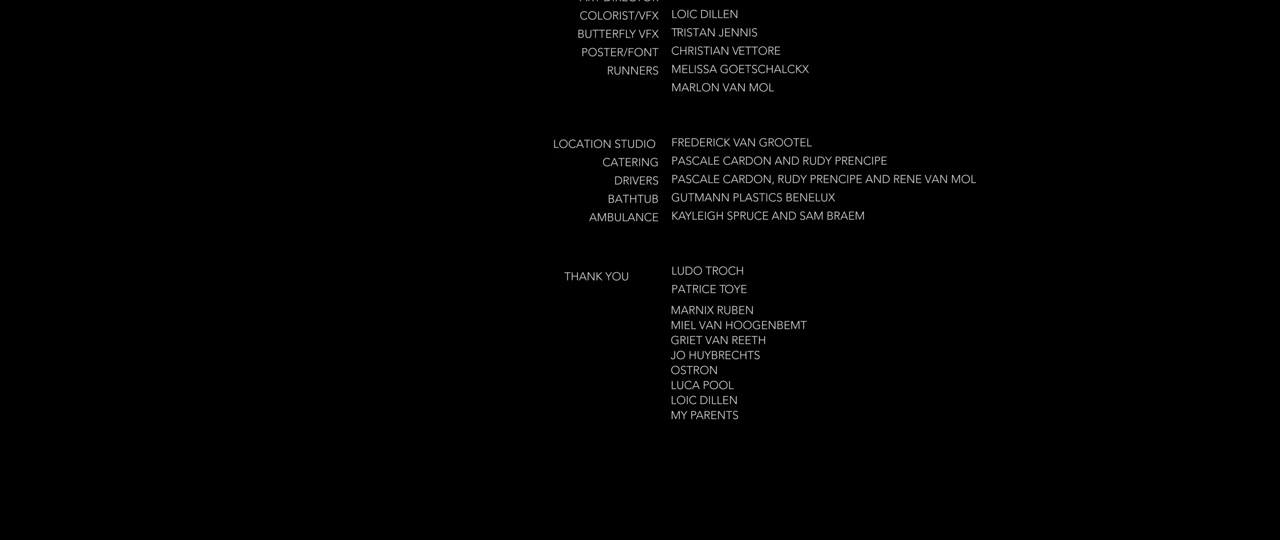 ART DIRECTOR
COLORIST/VFX LOIC DILLEN
BUTTERFLY VFX TRISTAN JENNIS
POSTER/FONT CHRISTIAN VETTORE
RUNNERS MELISSA GOETSCHALCKX
MARLON VAN MOL
LOCATION STUDIO FREDERICK VAN GROOTEL
CATERING PASCALE CARDON AND RUDY PRENCIPE
DRIVERS PASCALE CARDON, RUDY PRENCIPE AND RENE VAN MOL
BATHTUB GUTMANN PLASTICS BENELUX
AMBULANCE KAYLEIGH SPRUCE AND SAM BRAEM
THANK YOU LUDO TROCH
PATRICE TOYE
MARNIX RUBEN
MIEL VAN HOOGENBEMT
GRIET VAN REETH
JO HUYBRECHTS
OSTRON
LUCA POOL
LOIC DILLEN
MY PARENTS